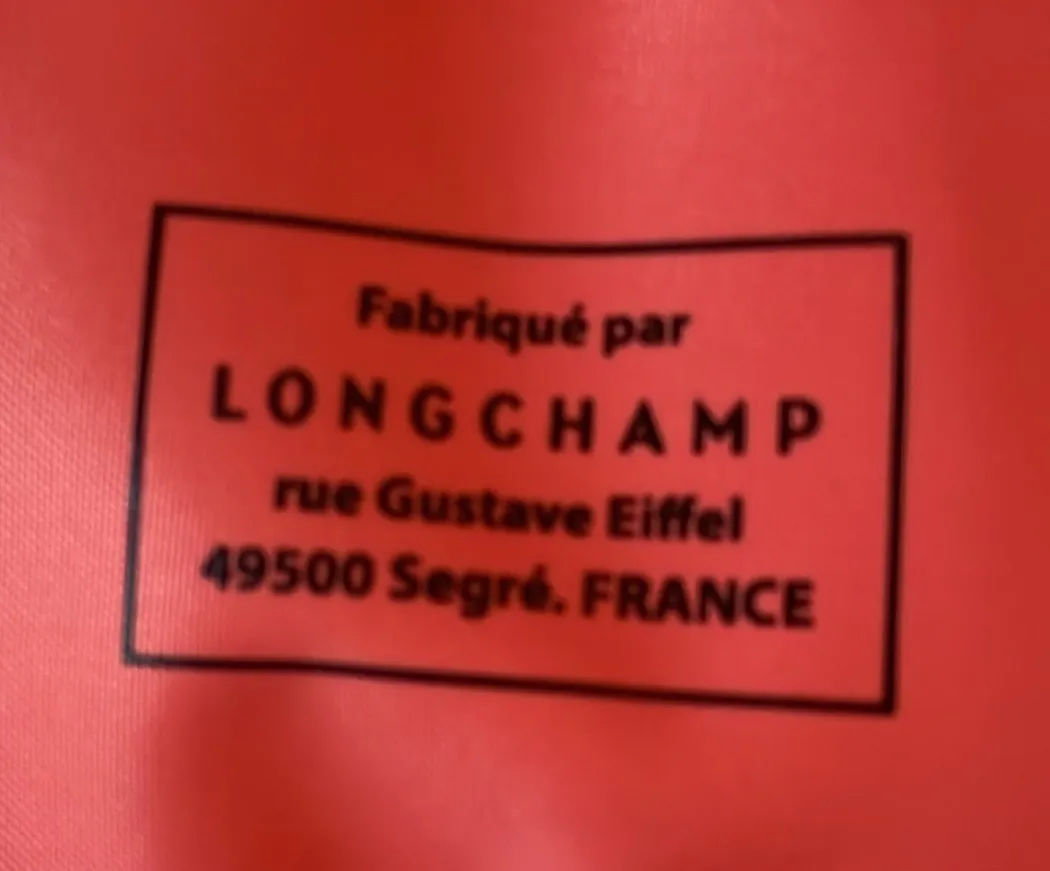 Fabriqué par
LONGCHAMP
rue Gustave Eiffel
49500 Segré. FRANCE